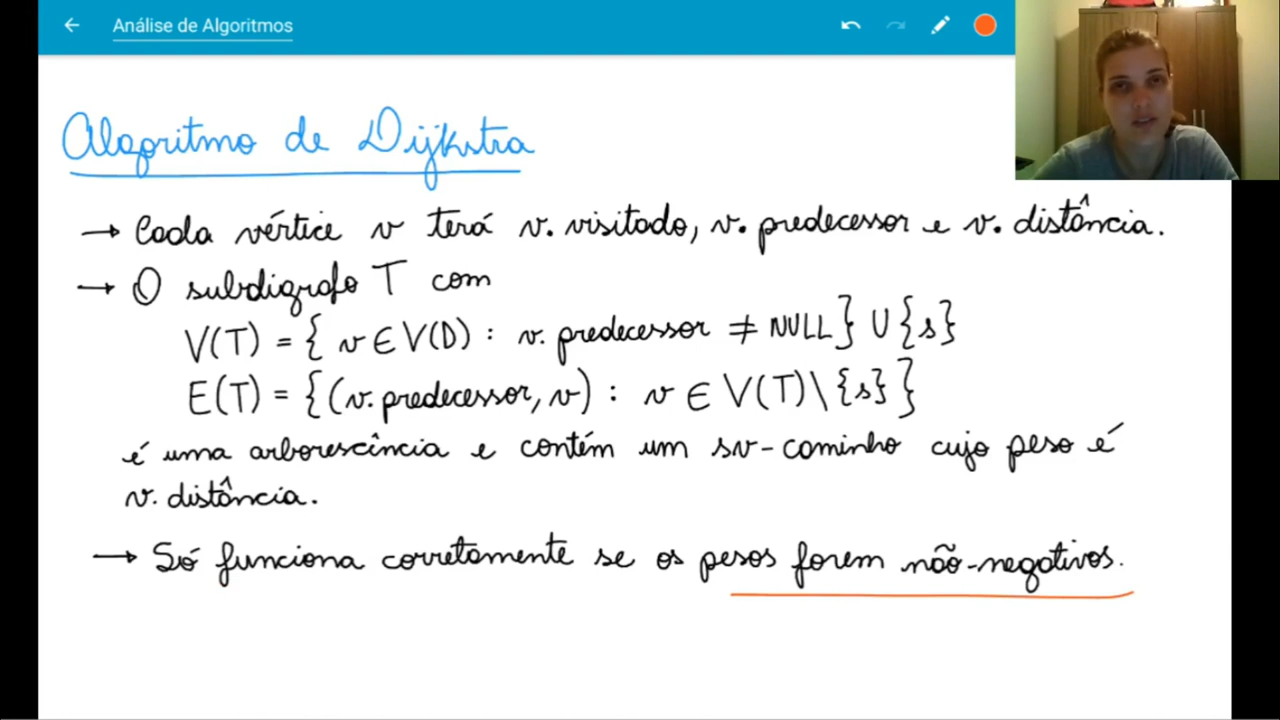 Análise de Algoritmos
Algoritmo de Dijkstra
→ Cada vértice v terá v.visitado, v.predecessor e v.distância.
→ O subdigrafo T com
V(T) = { v ∈ V(D) : v.predecessor ≠ NULL} ∪ {s}
E(T) = {(v.predecessor, v) : v ∈ V(T)\{s}}
é uma arborescência e contém um sv-caminho cujo peso é
v.distância.
→ Só funciona corretamente se os pesos forem não-negativos.